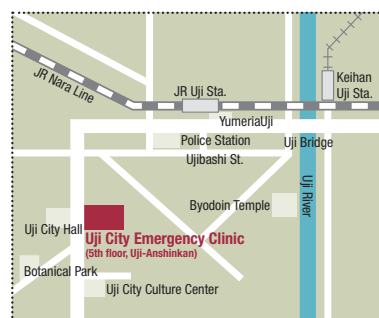 JR Nara Line
JR Uji Sta.
Keihan
Uji Sta.
YumeriaUji
Police Station
Uji Bridge
Ujibashi St.
Uji River
Byodoin Temple
Uji City Hall
Uji City Emergency Clinic
(5th floor, Uji-Anshinkan)
Botanical Park
Uji City Culture Center